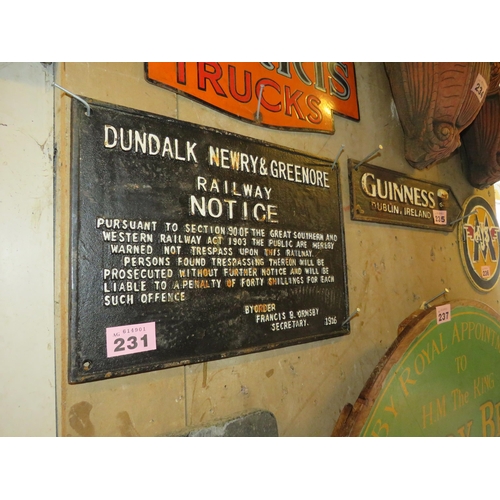 TRUCKS
DUNDALK NEWRY & GREENORE
RAILWAY
NOTICE
PURSUANT TO SECTION 90 OF THE GREAT SOUTHERN AND
WESTERN RAILWAY ACT 1903 THE PUBLIC ARE HEREBY
WARNED NOT TRESPASS UPON THIS RAILWAY.
PERSONS FOUND TRESPASSING THEREON WILL BE
PROSECUTED WITHOUT FURTHER NOTICE AND WILL BE
LIABLE TO A PENALTY OF FORTY SHILLINGS FOR EACH
SUCH OFFENCE
BY ORDER
FRANCIS B. ORMSBY
SECRETARY. 1916
231
GUINNESS
DUBLIN, IRELAND
237
BY ROYAL APPOINTME
TO
H.M. THE KING